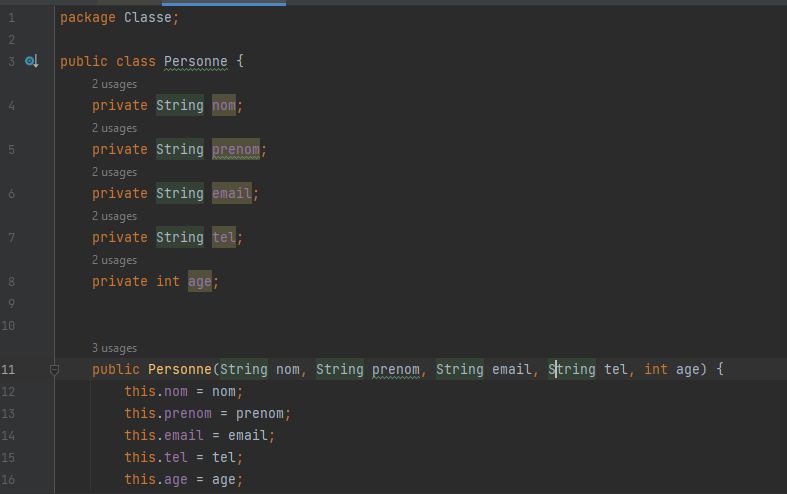 1 package Classe;
2
3 public class Personne {
2 usages
4 private String nom;
2 usages
5 private String prenom;
2 usages
6 private String email;
2 usages
7 private String tel;
2 usages
8 private int age;
9
10
3 usages
11 public Personne(String nom, String prenom, String email, String tel, int age) {
12 this.nom = nom;
13 this.prenom = prenom;
14 this.email = email;
15 this.tel = tel;
16 this.age = age;